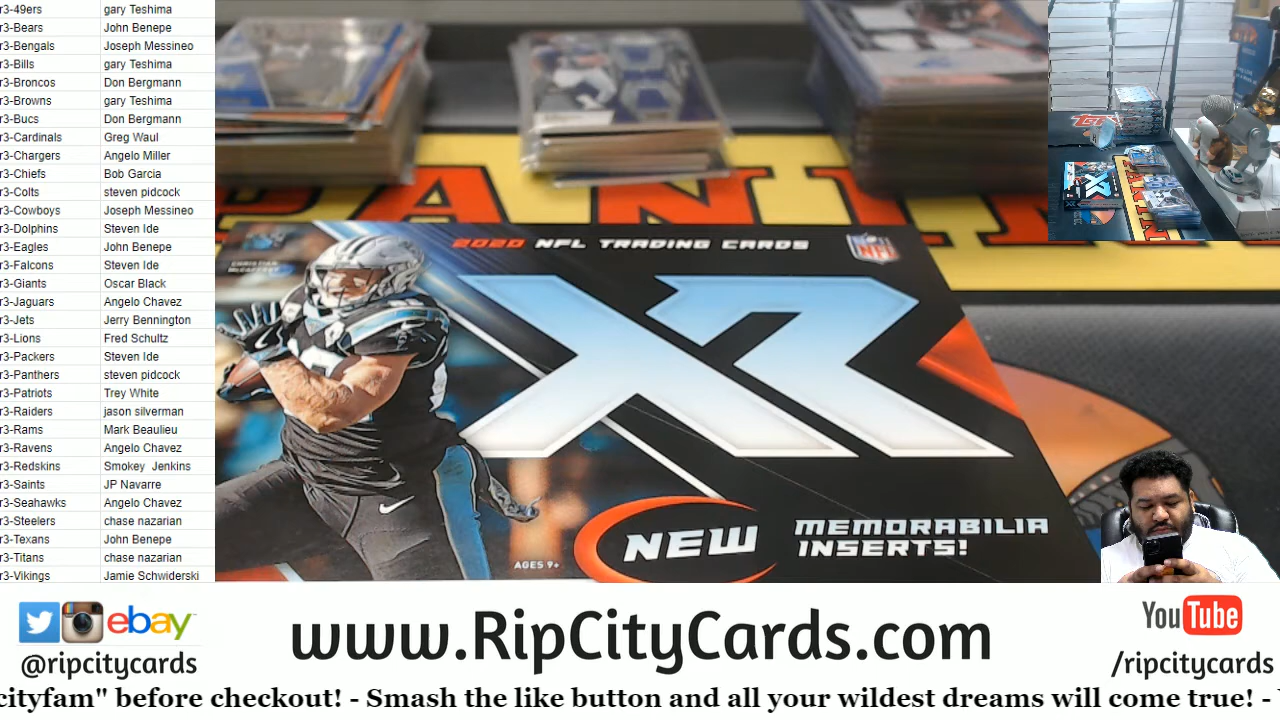 r3-49ers gary Teshima
r3-Bears John Benepe
r3-Bengals Joseph Messineo
r3-Bills gary Teshima
r3-Broncos Don Bergmann
r3-Browns gary Teshima
r3-Bucs Don Bergmann
r3-Cardinals Greg Waul
r3-Chargers Angelo Miller
r3-Chiefs Bob Garcia
r3-Colts steven pidcock
r3-Cowboys Joseph Messineo
r3-Dolphins Steven Ide
r3-Eagles John Benepe
r3-Falcons Steven Ide
r3-Giants Oscar Black
r3-Jaguars Angelo Chavez
r3-Jets Jerry Bennington
r3-Lions Fred Schultz
r3-Packers Steven Ide
r3-Panthers steven pidcock
r3-Patriots Trey White
r3-Raiders jason silverman
r3-Rams Mark Beaulieu
r3-Ravens Angelo Chavez
r3-Redskins Smokey Jenkins
r3-Saints JP Navarre
r3-Seahawks Angelo Chavez
r3-Steelers chase nazarian
r3-Texans John Benepe
r3-Titans chase nazarian
r3-Vikings Jamie Schwiderski
PANINI
2020 NFL TRADING CARDS
NFL
CHRISTIAN
McCAFFREY
XR
NEW
MEMORABILIA
INSERTS!
AGES 9+
ebay
@ripcitycards
www.RipCityCards.com
YouTube
/ripcitycards
cityfam" before checkout! - Smash the like button and all your wildest dreams will come true! -